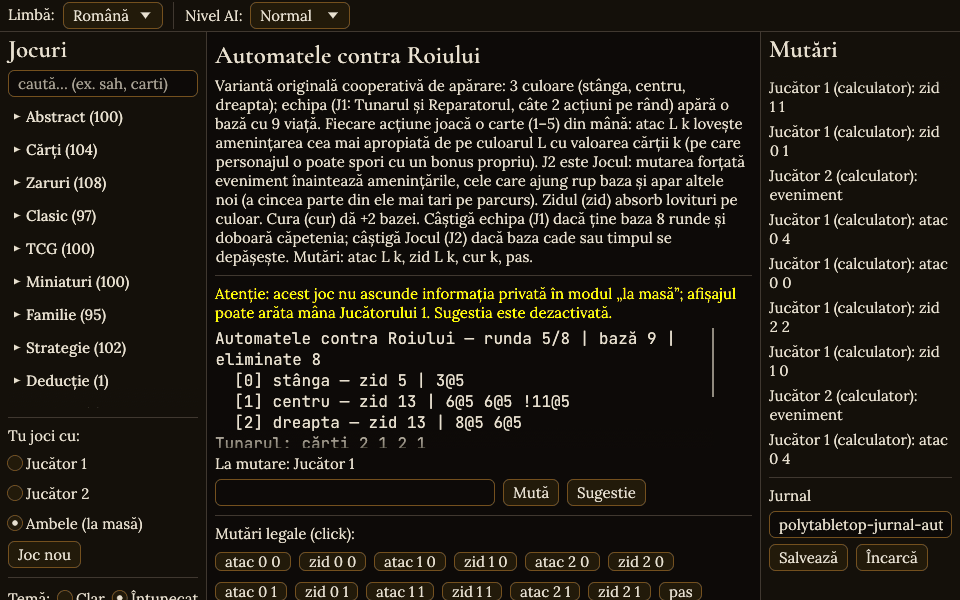 Limbă: Română ▼ Nivel AI: Normal ▼
Jocuri
caută... (ex. sah, carti)
▸ Abstract (100)
▸ Cărți (104)
▸ Zaruri (108)
▸ Clasic (97)
▸ TCG (100)
▸ Miniaturi (100)
▸ Familie (95)
▸ Strategie (102)
▸ Deducție (1)
Tu joci cu:
Jucător 1
Jucător 2
Ambele (la masă)
Joc nou
Temă: Clar Întunecat
Automatele contra Roiului
Variantă originală cooperativă de apărare: 3 culoare (stânga, centru,
dreapta); echipa (J1: Tunarul și Reparatorul, câte 2 acțiuni pe rând) apără o
bază cu 9 viață. Fiecare acțiune joacă o carte (1–5) din mână: atac L k lovește
amenințarea cea mai apropiată de pe culoarul L cu valoarea cărții k (pe care
personajul o poate spori cu un bonus propriu). J2 este Jocul: mutarea forțată
eveniment înaintează amenințările, cele care ajung rup baza și apar altele
noi (a cincea parte din ele mai tari pe parcurs). Zidul (zid) absorb lovituri pe
culoar. Cura (cur) dă +2 bazei. Câștigă echipa (J1) dacă ține baza 8 runde și
doboară căpetenia; câștigă Jocul (J2) dacă baza cade sau timpul se
depășește. Mutări: atac L k, zid L k, cur k, pas.
Atenție: acest joc nu ascunde informația privată în modul „la masă”; afișajul
poate arăta mâna Jucătorului 1. Sugestia este dezactivată.
Automatele contra Roiului — runda 5/8 | bază 9 |
eliminate 8
[0] stânga — zid 5 | 3@5
[1] centru — zid 13 | 6@5 6@5 !11@5
[2] dreapta — zid 13 | 8@5 6@5
Tunarul: cărți 2 1 2 1
La mutare: Jucător 1
Mută Sugestie
Mutări legale (click):
atac 0 0 zid 0 0 atac 1 0 zid 1 0 atac 2 0 zid 2 0
atac 0 1 zid 0 1 atac 1 1 zid 1 1 atac 2 1 zid 2 1 pas
Mutări
Jucător 1 (calculator): zid
1 1
Jucător 1 (calculator): zid
0 1
Jucător 2 (calculator):
eveniment
Jucător 1 (calculator): atac
0 4
Jucător 1 (calculator): atac
0 0
Jucător 1 (calculator): zid
2 2
Jucător 1 (calculator): zid
1 0
Jucător 2 (calculator):
eveniment
Jucător 1 (calculator): atac
0 4
Jurnal
polytabletop-jurnal-aut
Salvează Încarcă